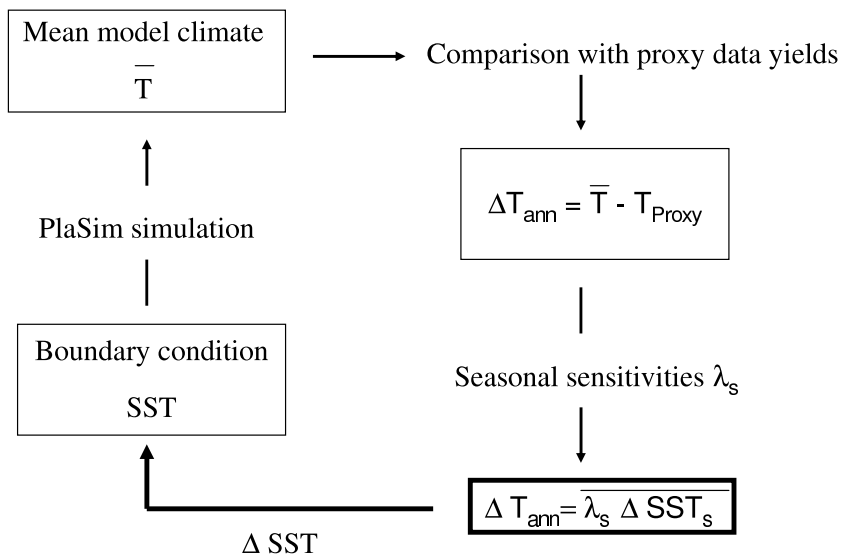 Mean model climate
T̅
Comparison with proxy data yields
ΔT_ann = T̅ - T_Proxy
PlaSim simulation
Boundary condition
SST
Seasonal sensitivities λ_s
Δ T_ann= \overline{λ_s Δ SST_s}
Δ SST